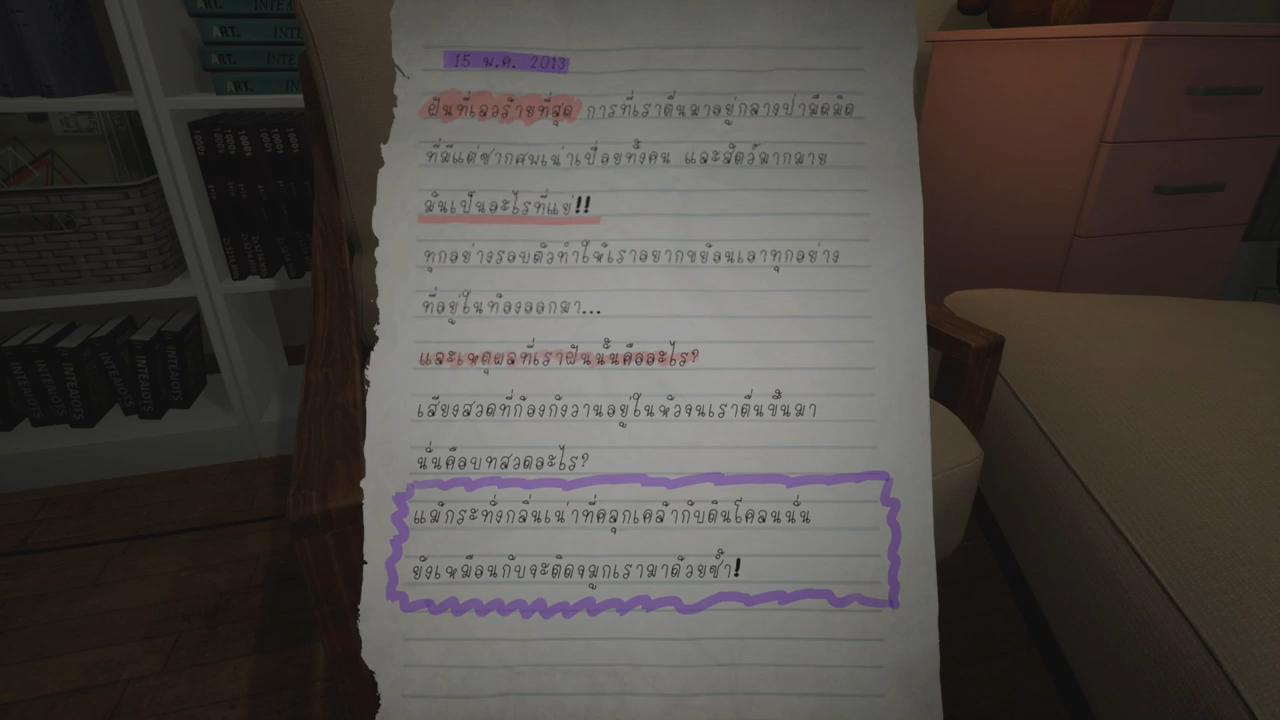 15 พ.ค. 2013
ฝันที่เลวร้ายที่สุด การที่เราตื่นมาอยู่กลางป่ามืดมิด
ที่มีแต่ซากศพเน่าเปื่อยทั้งคน และสัตว์มากมาย
มันเป็นอะไรที่แย่!!
ทุกอย่างรอบตัวทำให้เราอยากขย้อนเอาทุกอย่าง
ที่อยู่ในท้องออกมา...
และเหตุผลที่เราฝันนั้นคืออะไร?
เสียงสวดที่ก้องกังวานอยู่ในหัวจนเราตื่นขึ้นมา
นั่นคือบทสวดอะไร?
แม้กระทั่งกลิ่นเน่าที่คลุกเคล้ากับดินโคลนนั่น
ยังเหมือนกับจะติดจมูกเรามาด้วยซ้ำ!
ART.
ART.
ART.
ART.
INTEAIOTS
INTEAIOTS
INTEAIOTS
INTEAIOTS